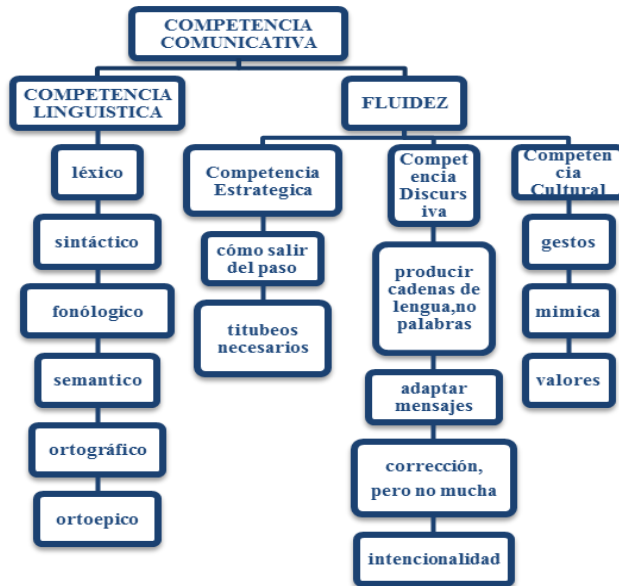 COMPETENCIA
COMUNICATIVA
COMPETENCIA
LINGUISTICA
léxico
sintáctico
fonólogico
semantico
ortográfico
ortoepico
FLUIDEZ
Competencia
Estrategica
cómo salir
del paso
titubeos
necesarios
Compet
encia
Discurs
iva
producir
cadenas de
lengua,no
palabras
adaptar
mensajes
corrección,
pero no mucha
intencionalidad
Competen
cia
Cultural
gestos
mimica
valores